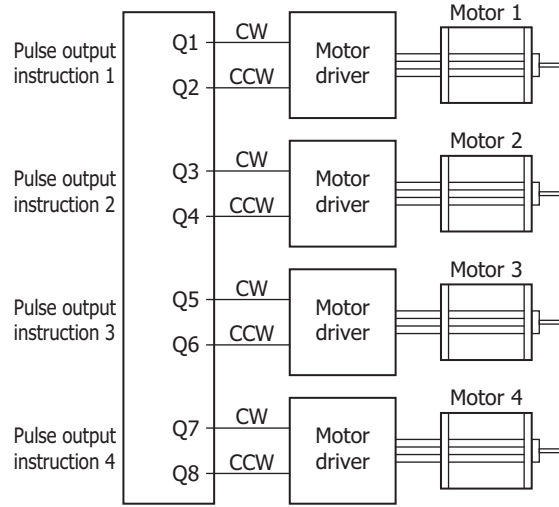 Motor 1
Pulse output
instruction 1
Q1
CW
Q2
CCW
Motor
driver
Motor 2
Pulse output
instruction 2
Q3
CW
Q4
CCW
Motor
driver
Motor 3
Pulse output
instruction 3
Q5
CW
Q6
CCW
Motor
driver
Motor 4
Pulse output
instruction 4
Q7
CW
Q8
CCW
Motor
driver